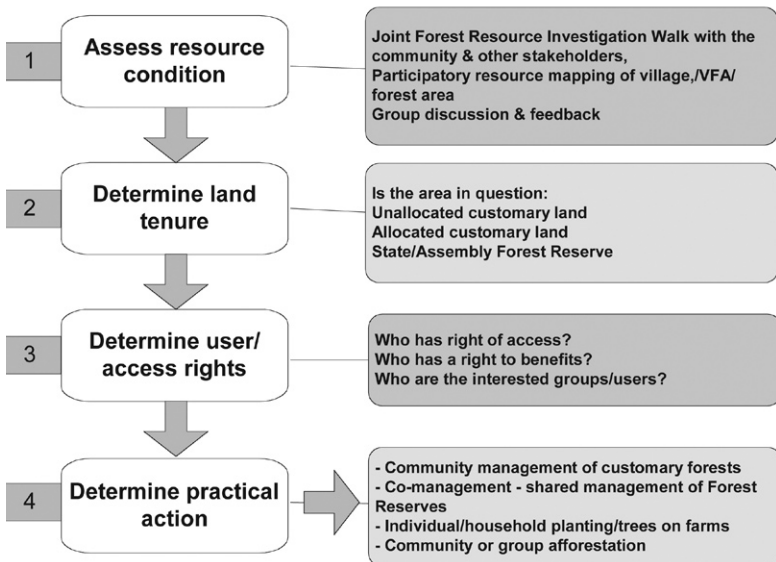 1
Assess resource
condition
Joint Forest Resource Investigation Walk with the
community & other stakeholders,
Participatory resource mapping of village,/VFA/
forest area
Group discussion & feedback
2
Determine land
tenure
Is the area in question:
Unallocated customary land
Allocated customary land
State/Assembly Forest Reserve
3
Determine user/
access rights
Who has right of access?
Who has a right to benefits?
Who are the interested groups/users?
4
Determine practical
action
- Community management of customary forests
- Co-management - shared management of Forest
Reserves
- Individual/household planting/trees on farms
- Community or group afforestation